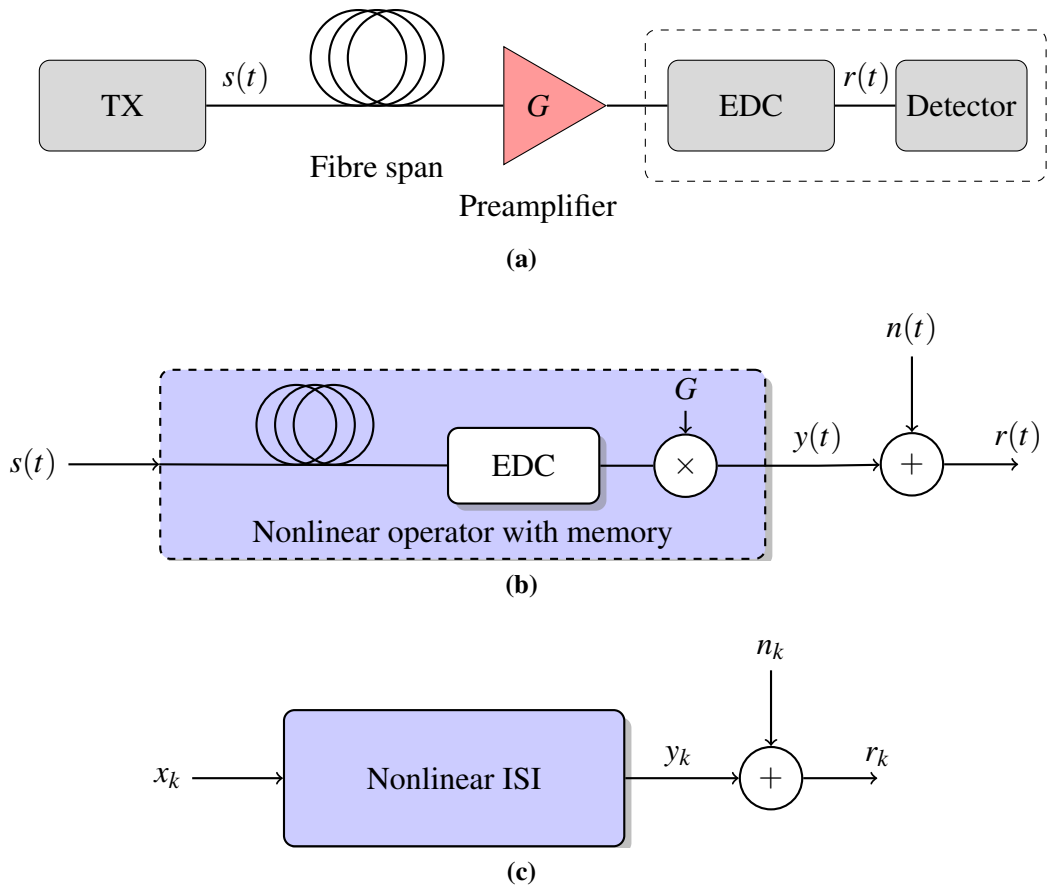 TX
s(t)
Fibre span
G
Preamplifier
EDC
r(t)
Detector
(a)
s(t)
EDC
G
×
Nonlinear operator with memory
y(t)
n(t)
+
r(t)
(b)
x_k
Nonlinear ISI
y_k
n_k
+
r_k
(c)